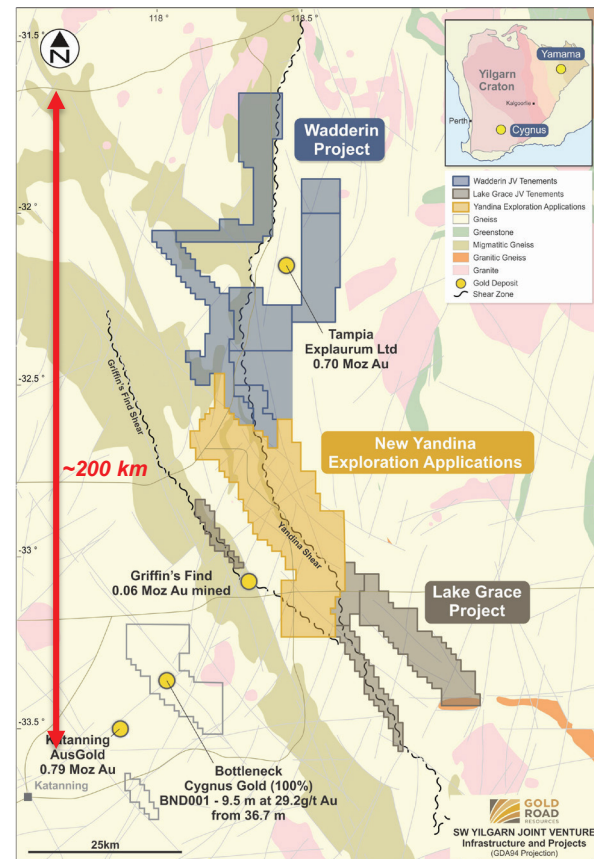 118°
118.5°
-31.5°
N
Yamama
Yilgarn
Craton
Kalgoorlie
Perth
Cygnus
Wadderin
Project
Wadderin JV Tenements
Lake Grace JV Tenements
Yandina Exploration Applications
Gneiss
Greenstone
Migmatitic Gneiss
Granitic Gneiss
Granite
Gold Deposit
Shear Zone
-32°
Tampia
Explaurum Ltd
0.70 Moz Au
-32.5°
Griffin's Find Shear
New Yandina
Exploration Applications
~200 km
Yandina Shear
-33°
Griffin's Find
0.06 Moz Au mined
Lake Grace
Project
-33.5°
Katanning
AusGold
0.79 Moz Au
Katanning
Bottleneck
Cygnus Gold (100%)
BND001 - 9.5 m at 29.2g/t Au
from 36.7 m
25km
GOLD
ROAD
RESOURCES
SW YILGARN JOINT VENTURE
Infrastructure and Projects
(GDA94 Projection)